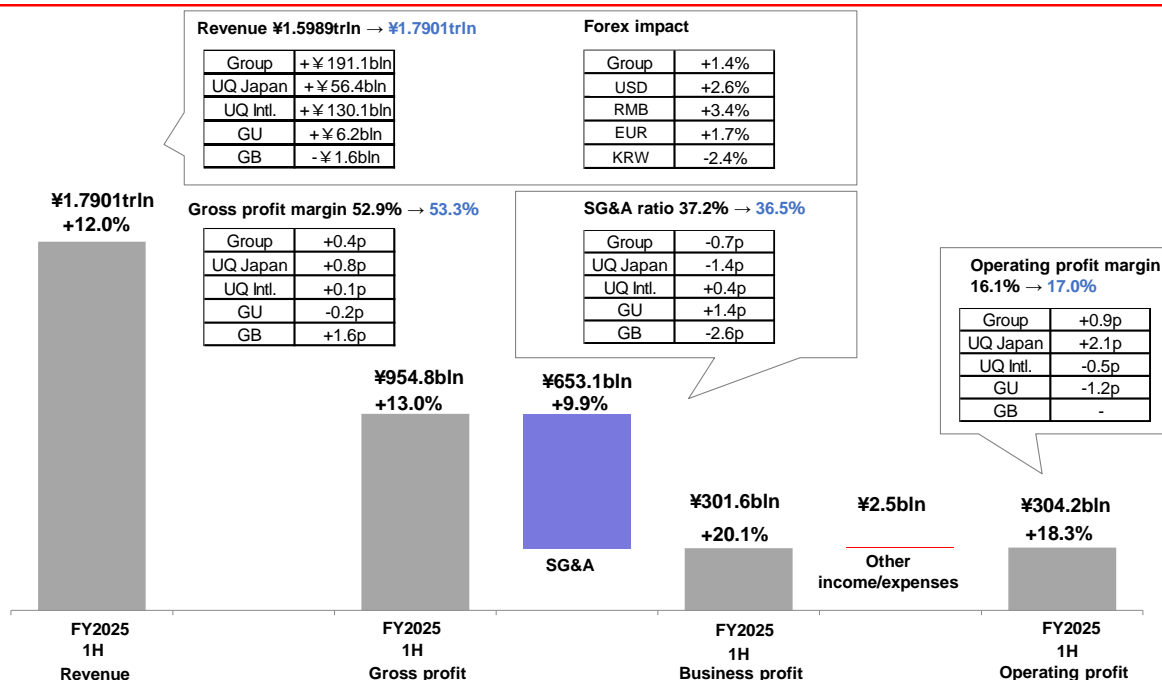 Revenue ¥1.5989trln → ¥1.7901trln
Group +￥191.1bln
UQ Japan +￥56.4bln
UQ Intl. +￥130.1bln
GU +￥6.2bln
GB -￥1.6bln
Forex impact
Group +1.4%
USD +2.6%
RMB +3.4%
EUR +1.7%
KRW -2.4%
¥1.7901trln
+12.0%
Gross profit margin 52.9% → 53.3%
Group +0.4p
UQ Japan +0.8p
UQ Intl. +0.1p
GU -0.2p
GB +1.6p
SG&A ratio 37.2% → 36.5%
Group -0.7p
UQ Japan -1.4p
UQ Intl. +0.4p
GU +1.4p
GB -2.6p
Operating profit margin
16.1% → 17.0%
Group +0.9p
UQ Japan +2.1p
UQ Intl. -0.5p
GU -1.2p
GB -
¥954.8bln
+13.0%
¥653.1bln
+9.9%
SG&A
¥301.6bln
+20.1%
¥2.5bln
Other
income/expenses
¥304.2bln
+18.3%
FY2025
1H
Revenue
FY2025
1H
Gross profit
FY2025
1H
Business profit
FY2025
1H
Operating profit